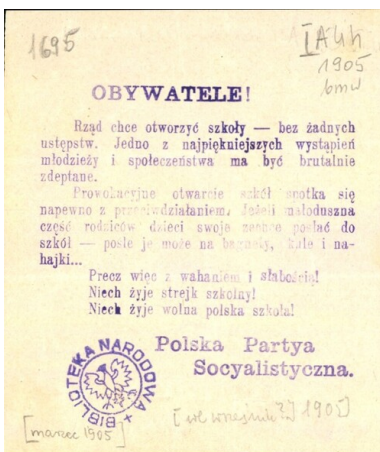 1695
I A4h
1905
bmw
OBYWATELE!
Rząd chce otworzyć szkoły — bez żadnych
ustępstw. Jedno z najpiękniejszych wystąpień
młodzieży i społeczeństwa ma być brutalnie
zdeptane.
Prowokacyjne otwarcie szkół spotka się
napewno z przeciwdziałaniem. Jeżeli małoduszna
część rodziców dzieci swoje zechce posłać do
szkół — pośle je może na bagnety, kule i na-
hajki...
Precz więc z wahaniem i słabością!
Niech żyje strejk szkolny!
Niech żyje wolna polska szkoła!
Polska Partya
Socyalistyczna.
BIBLIOTEKA NARODOWA
[marzec 1905]
[wrzesień?] 1905]